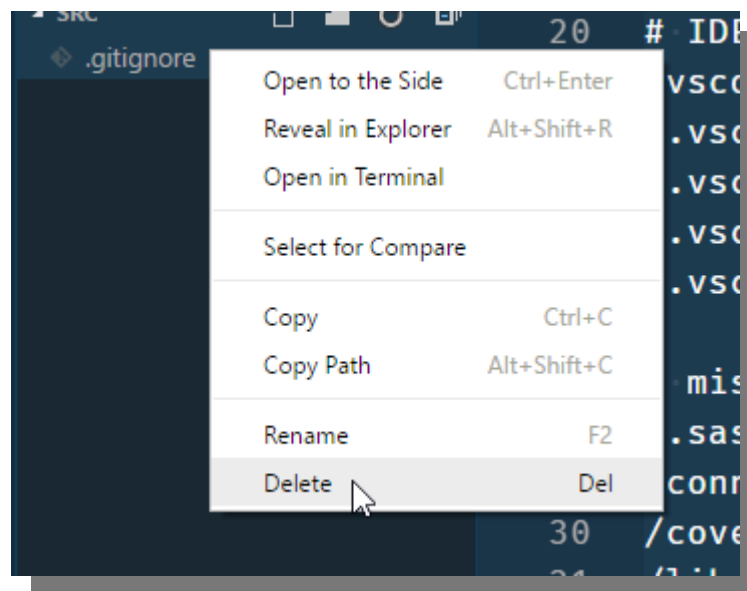 SRC
.gitignore
Open to the Side Ctrl+Enter
Reveal in Explorer Alt+Shift+R
Open in Terminal
Select for Compare
Copy Ctrl+C
Copy Path Alt+Shift+C
Rename F2
Delete Del
20 # IDE
vsco
.vsc
.vsc
.vsc
.vsc
mis
.sas
conn
30 /cove